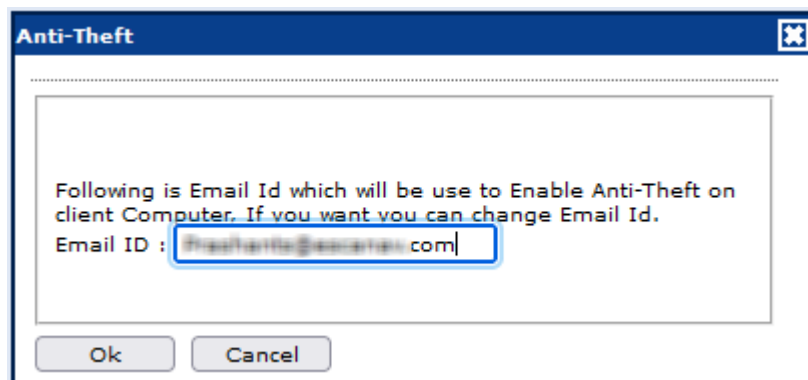 Anti-Theft
Following is Email Id which will be use to Enable Anti-Theft on
client Computer. If you want you can change Email Id.
Email ID : .com
Ok Cancel